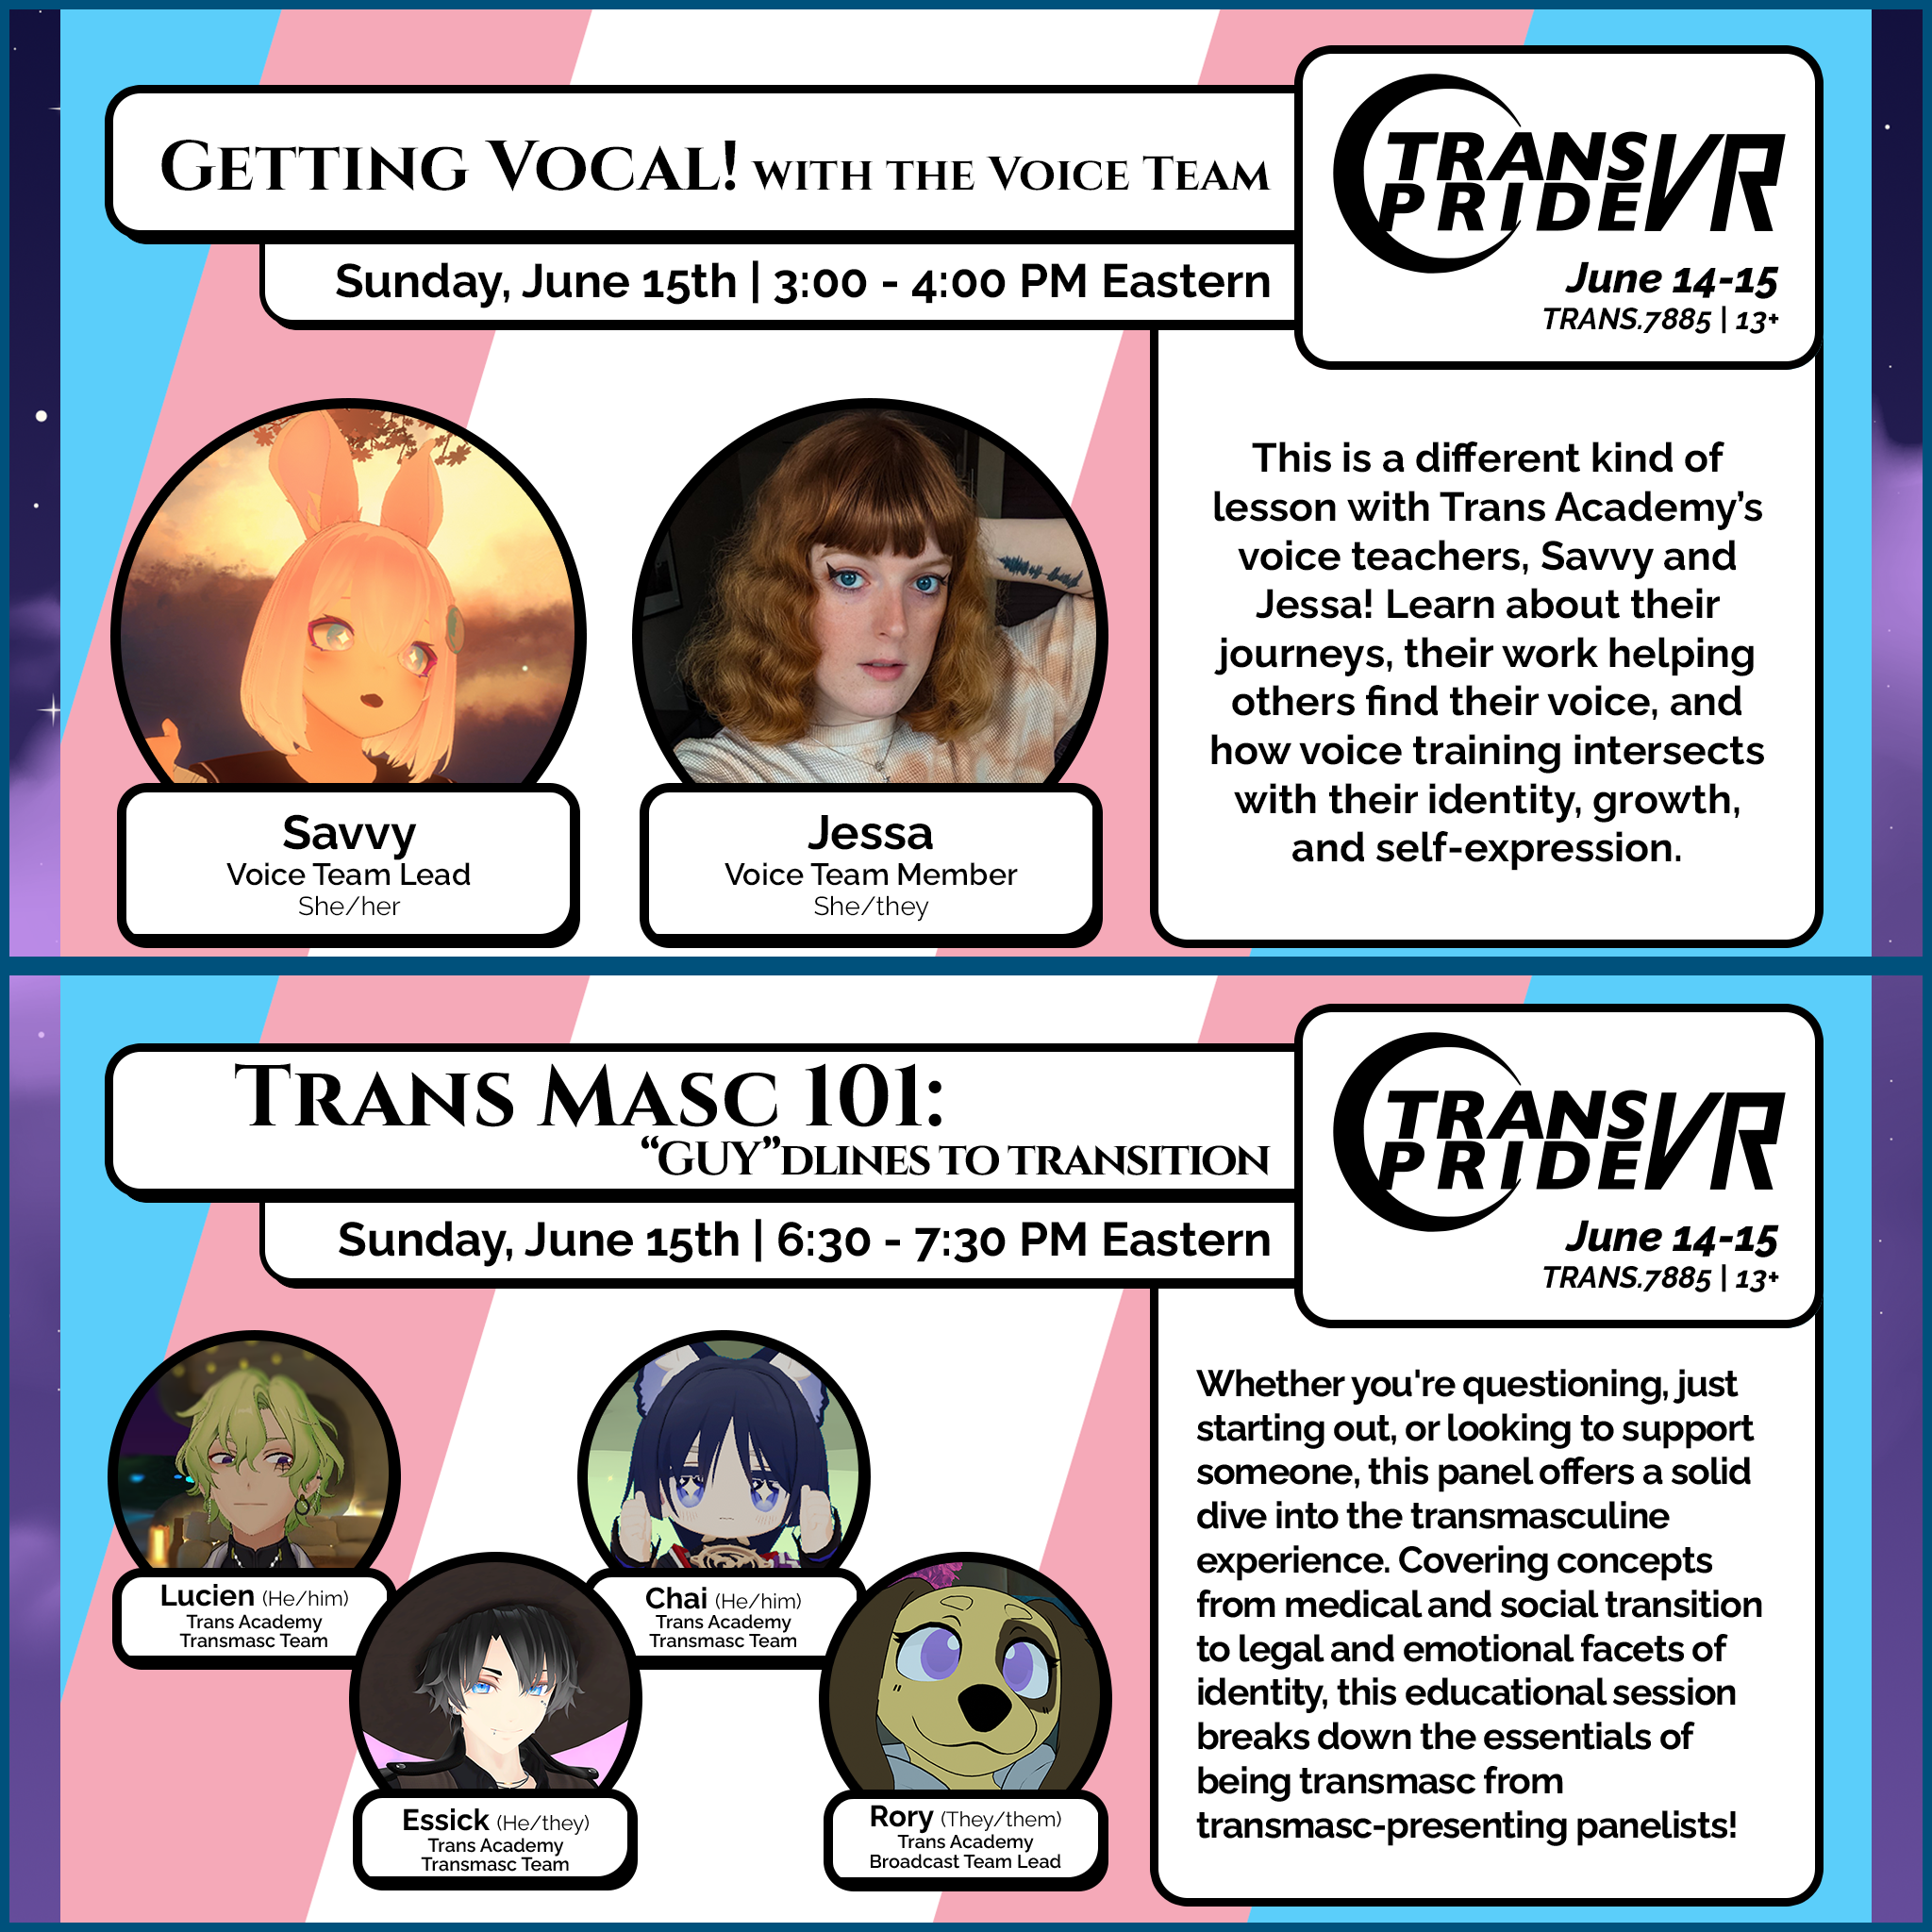 Getting Vocal! with the Voice Team
Sunday, June 15th | 3:00 - 4:00 PM Eastern
TRANS
PRIDE VR
June 14-15
TRANS.7885 | 13+
Savvy
Voice Team Lead
She/her
Jessa
Voice Team Member
She/they
This is a different kind of
lesson with Trans Academy’s
voice teachers, Savvy and
Jessa! Learn about their
journeys, their work helping
others find their voice, and
how voice training intersects
with their identity, growth,
and self-expression.
Trans Masc 101:
“GUY”DLINES TO TRANSITION
Sunday, June 15th | 6:30 - 7:30 PM Eastern
TRANS
PRIDE VR
June 14-15
TRANS.7885 | 13+
Lucien (He/him)
Trans Academy
Transmasc Team
Essick (He/they)
Trans Academy
Transmasc Team
Chai (He/him)
Trans Academy
Transmasc Team
Rory (They/them)
Trans Academy
Broadcast Team Lead
Whether you're questioning, just
starting out, or looking to support
someone, this panel offers a solid
dive into the transmasculine
experience. Covering concepts
from medical and social transition
to legal and emotional facets of
identity, this educational session
breaks down the essentials of
being transmasc from
transmasc-presenting panelists!